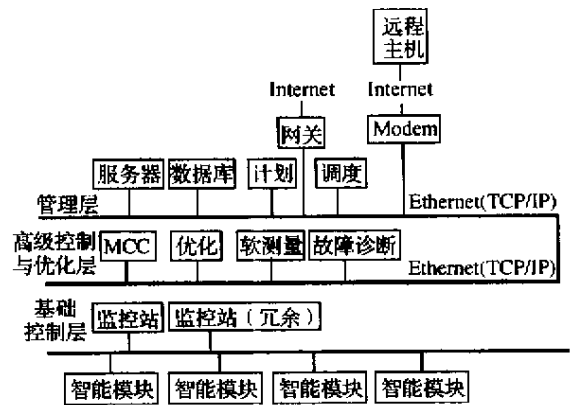 远程
主机
Internet
Internet
网关
Modem
服务器
数据库
计划
调度
管理层
Ethernet(TCP/IP)
高级控制
与优化层
MCC
优化
软测量
故障诊断
Ethernet(TCP/IP)
基础
控制层
监控站
监控站（冗余）
智能模块
智能模块
智能模块
智能模块